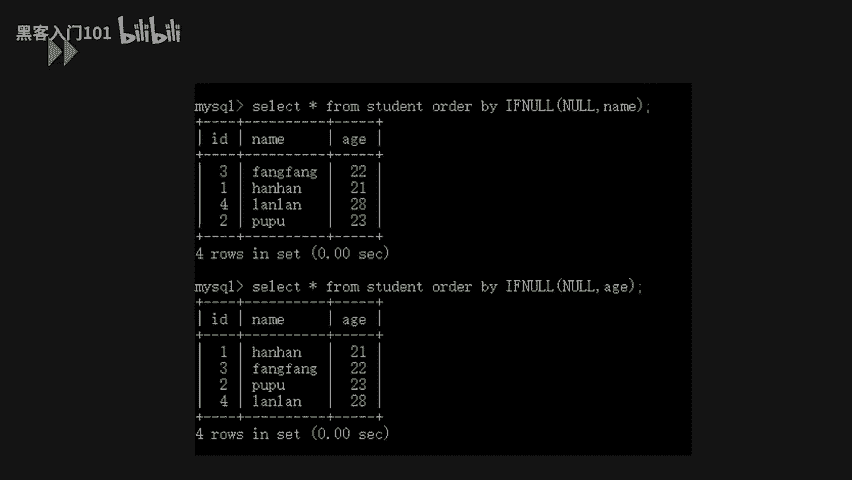 黑客入门101 bilibili
mysql> select * from student order by IFNULL(NULL,name);
+----+----------+-----+
| id | name     | age |
+----+----------+-----+
|  3 | fangfang |  22 |
|  1 | hanhan   |  21 |
|  4 | lanlan   |  28 |
|  2 | pupu     |  23 |
+----+----------+-----+
4 rows in set (0.00 sec)
mysql> select * from student order by IFNULL(NULL,age);
+----+----------+-----+
| id | name     | age |
+----+----------+-----+
|  1 | hanhan   |  21 |
|  3 | fangfang |  22 |
|  2 | pupu     |  23 |
|  4 | lanlan   |  28 |
+----+----------+-----+
4 rows in set (0.00 sec)